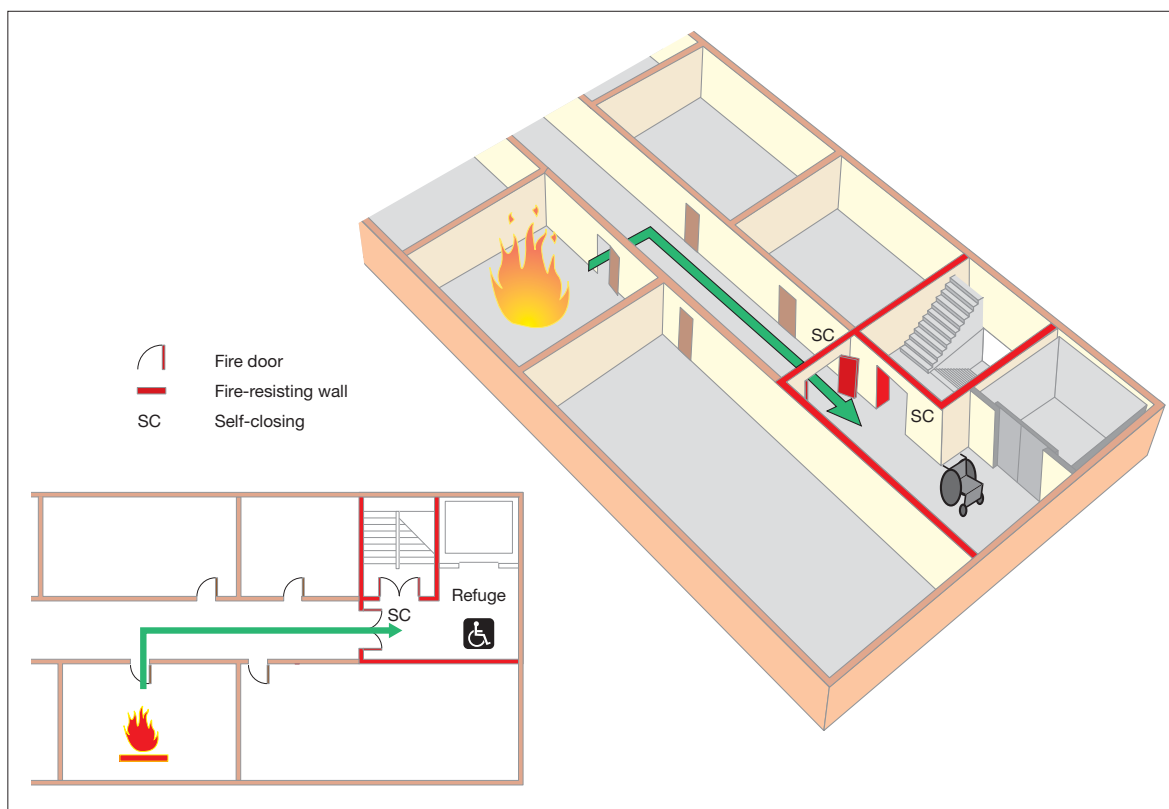 SC
SC
Fire door
Fire-resisting wall
SC Self-closing
Refuge
SC